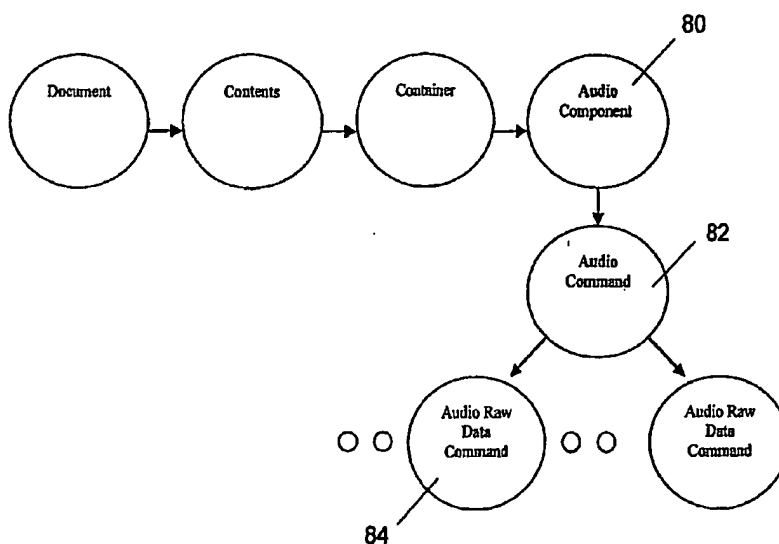 80
Document
Contents
Container
Audio
Component
82
Audio
Command
Audio Raw
Data
Command
Audio Raw
Data
Command
84